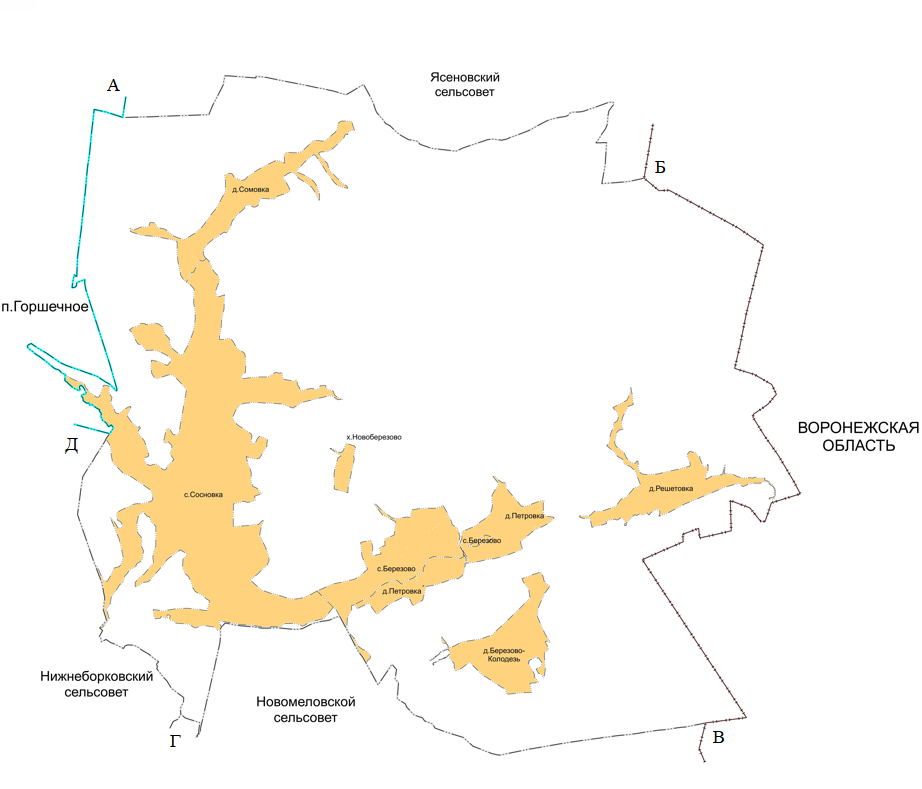 Ясеновский
сельсовет
А
Б
д.Сомовка
п.Горшечное
ВОРОНЕЖСКАЯ
ОБЛАСТЬ
х.Новоберезово
Д
с.Сосновка
д.Решетовка
д.Петровка
с.Березово
с.Березово
д.Петровка
д.Березово-
Колодезь
Нижнеборковский
сельсовет
Новомеловской
сельсовет
Г
В